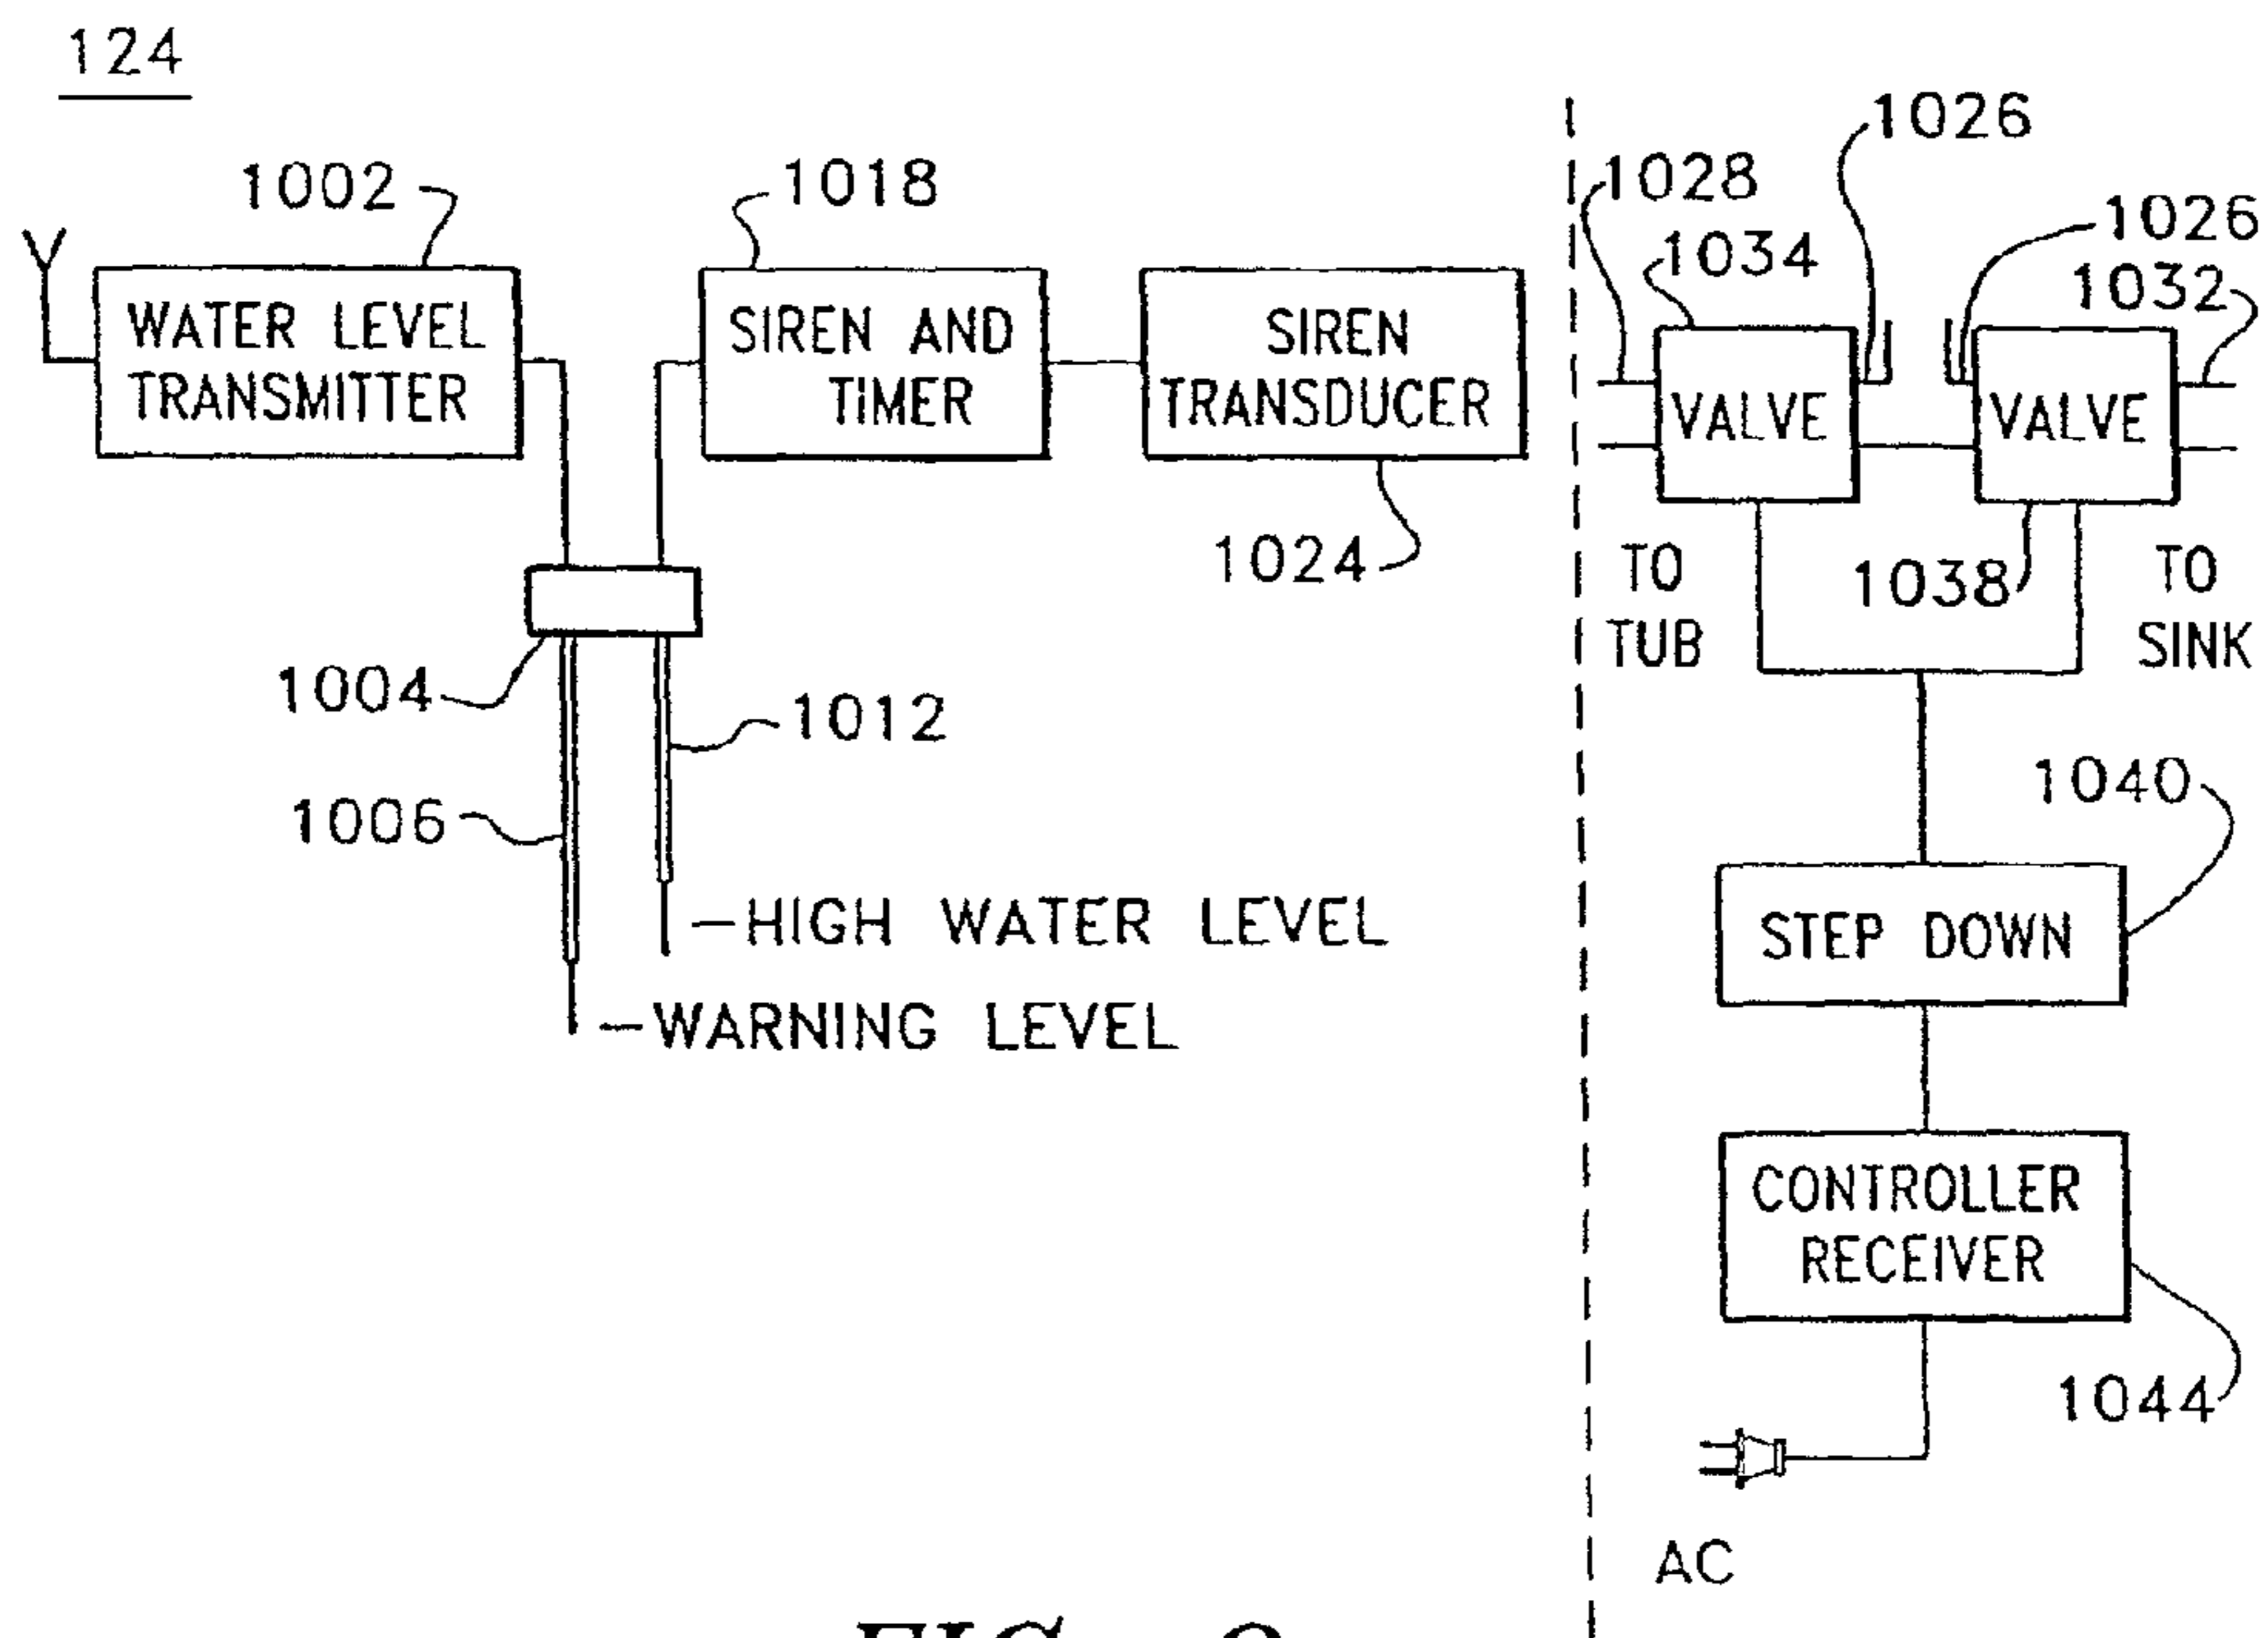 124
1002
1018
1026
1028
1026
1034
1032
WATER LEVEL
TRANSMITTER
SIREN AND
TIMER
SIREN
TRANSDUCER
VALVE
VALVE
1024
TO
TUB
1038
TO
SINK
1004
1012
1006
1040
HIGH WATER LEVEL
STEP DOWN
WARNING LEVEL
CONTROLLER
RECEIVER
1044
AC
FIG.